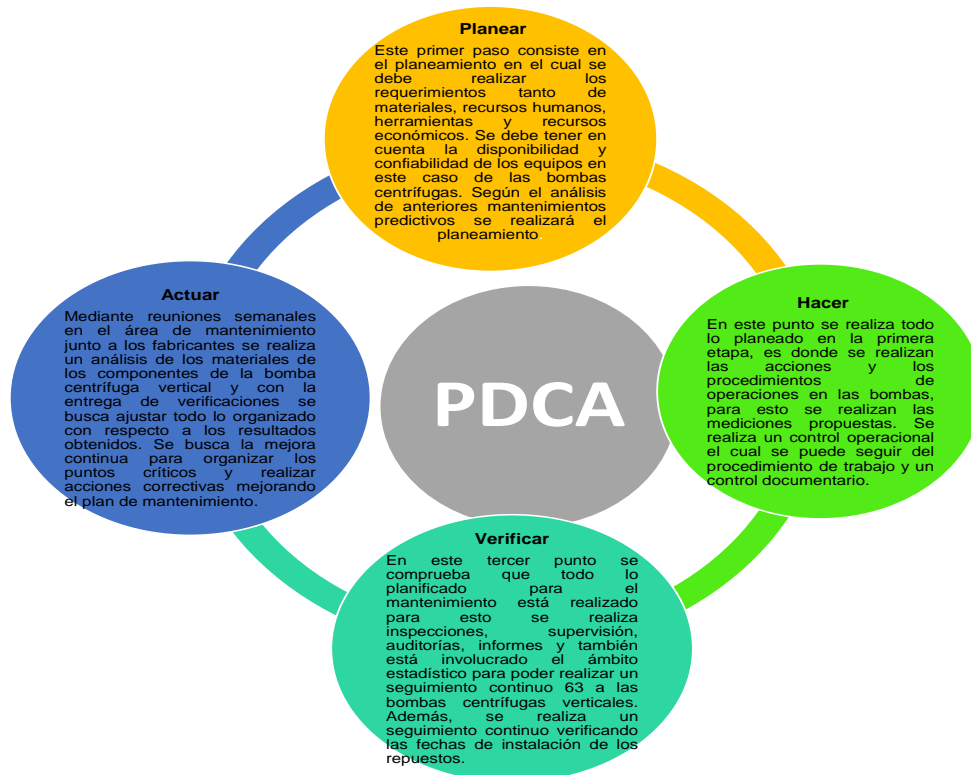 Planear
Este primer paso consiste en
el planeamiento en el cual se
debe realizar los
requerimientos tanto de
materiales, recursos humanos,
herramientas y recursos
económicos. Se debe tener en
cuenta la disponibilidad y
confiabilidad de los equipos en
este caso de las bombas
centrífugas. Según el análisis
de anteriores mantenimientos
predictivos se realizará el
planeamiento.
Hacer
En este punto se realiza todo
lo planeado en la primera
etapa, es donde se realizan
las acciones y los
procedimientos de
operaciones en las bombas,
para esto se realizan las
mediciones propuestas. Se
realiza un control operacional
el cual se puede seguir del
procedimiento de trabajo y un
control documentario.
Verificar
En este tercer punto se
comprueba que todo lo
planificado para el
mantenimiento está realizado
para esto se realiza
inspecciones, supervisión,
auditorías, informes y también
está involucrado el ámbito
estadístico para poder realizar un
seguimiento continuo 63 a las
bombas centrífugas verticales.
Además, se realiza un
seguimiento continuo verificando
las fechas de instalación de los
repuestos.
Actuar
Mediante reuniones semanales
en el área de mantenimiento
junto a los fabricantes se realiza
un análisis de los materiales de
los componentes de la bomba
centrífuga vertical y con la
entrega de verificaciones se
busca ajustar todo lo organizado
con respecto a los resultados
obtenidos. Se busca la mejora
continua para organizar los
puntos críticos y realizar
acciones correctivas mejorando
el plan de mantenimiento.
PDCA